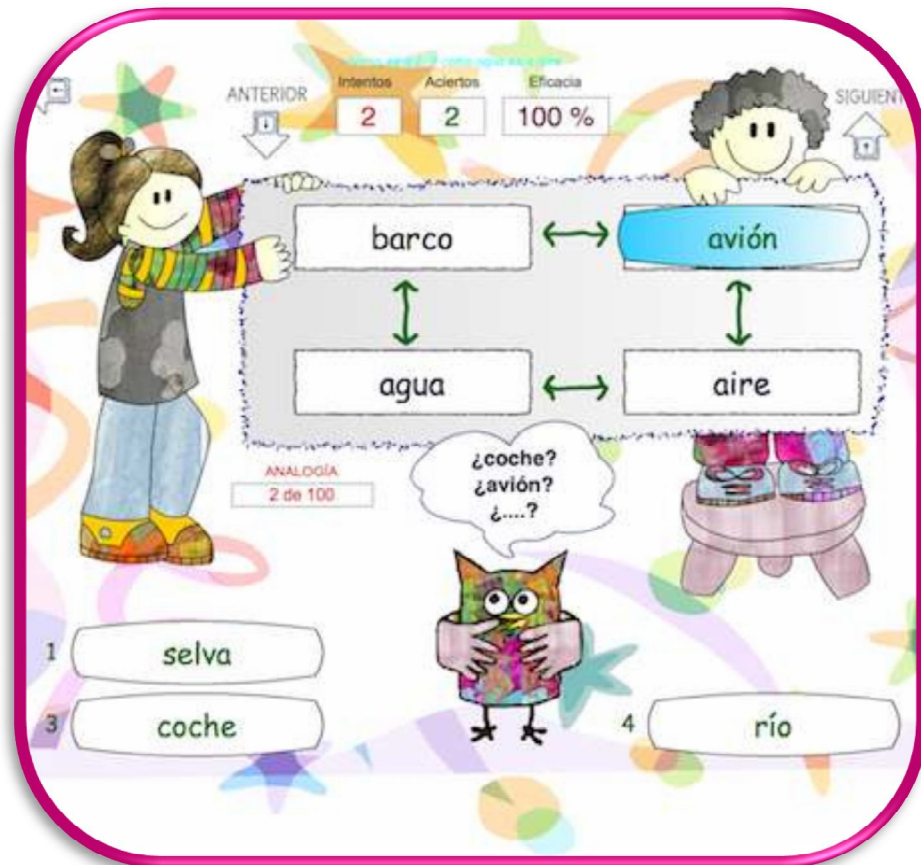 Intentos Aciertos Eficacia
ANTERIOR 2 2 100 % SIGUIENT
barco avión
agua aire
ANALOGÍA
2 de 100
¿coche?
¿avión?
¿....?
1 selva
3 coche
4 río